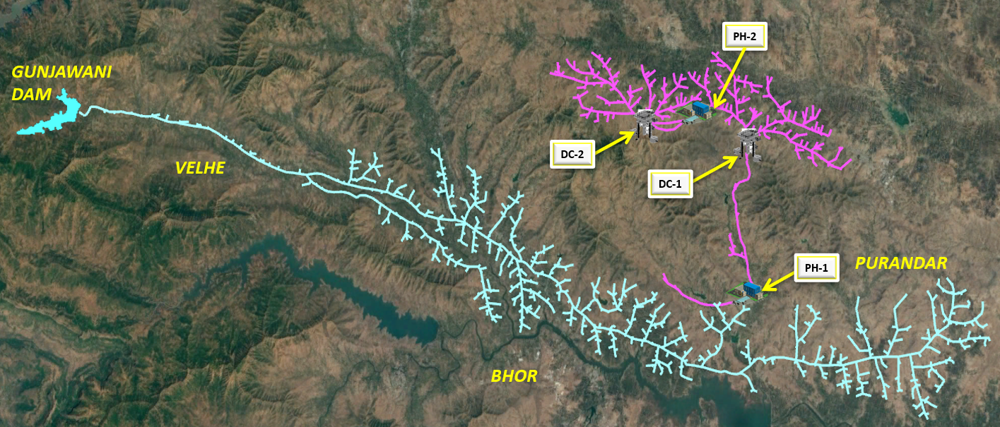 PH-2
GUNJAWANI
DAM
DC-2
VELHE
DC-1
PURANDAR
PH-1
BHOR